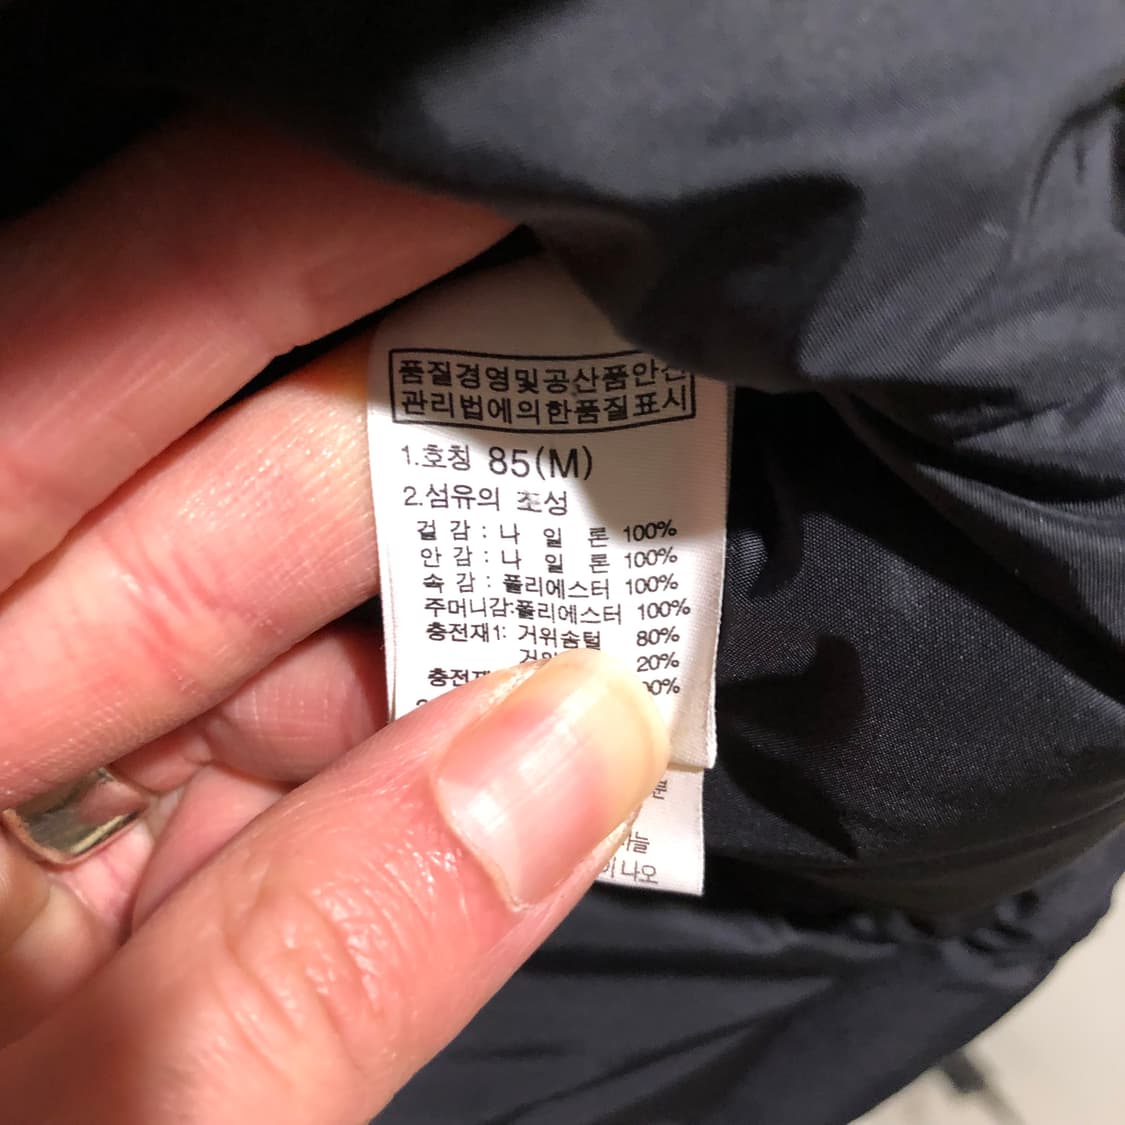 품질경영및공산품안전
관리법에의한품질표시
1.호칭 85(M)
2.섬유의 조성
겉 감 : 나 일 론 100%
안 감 : 나 일 론 100%
속 감 : 폴리에스터 100%
주머니감:폴리에스터 100%
충전재1: 거위솜털 80%
20%